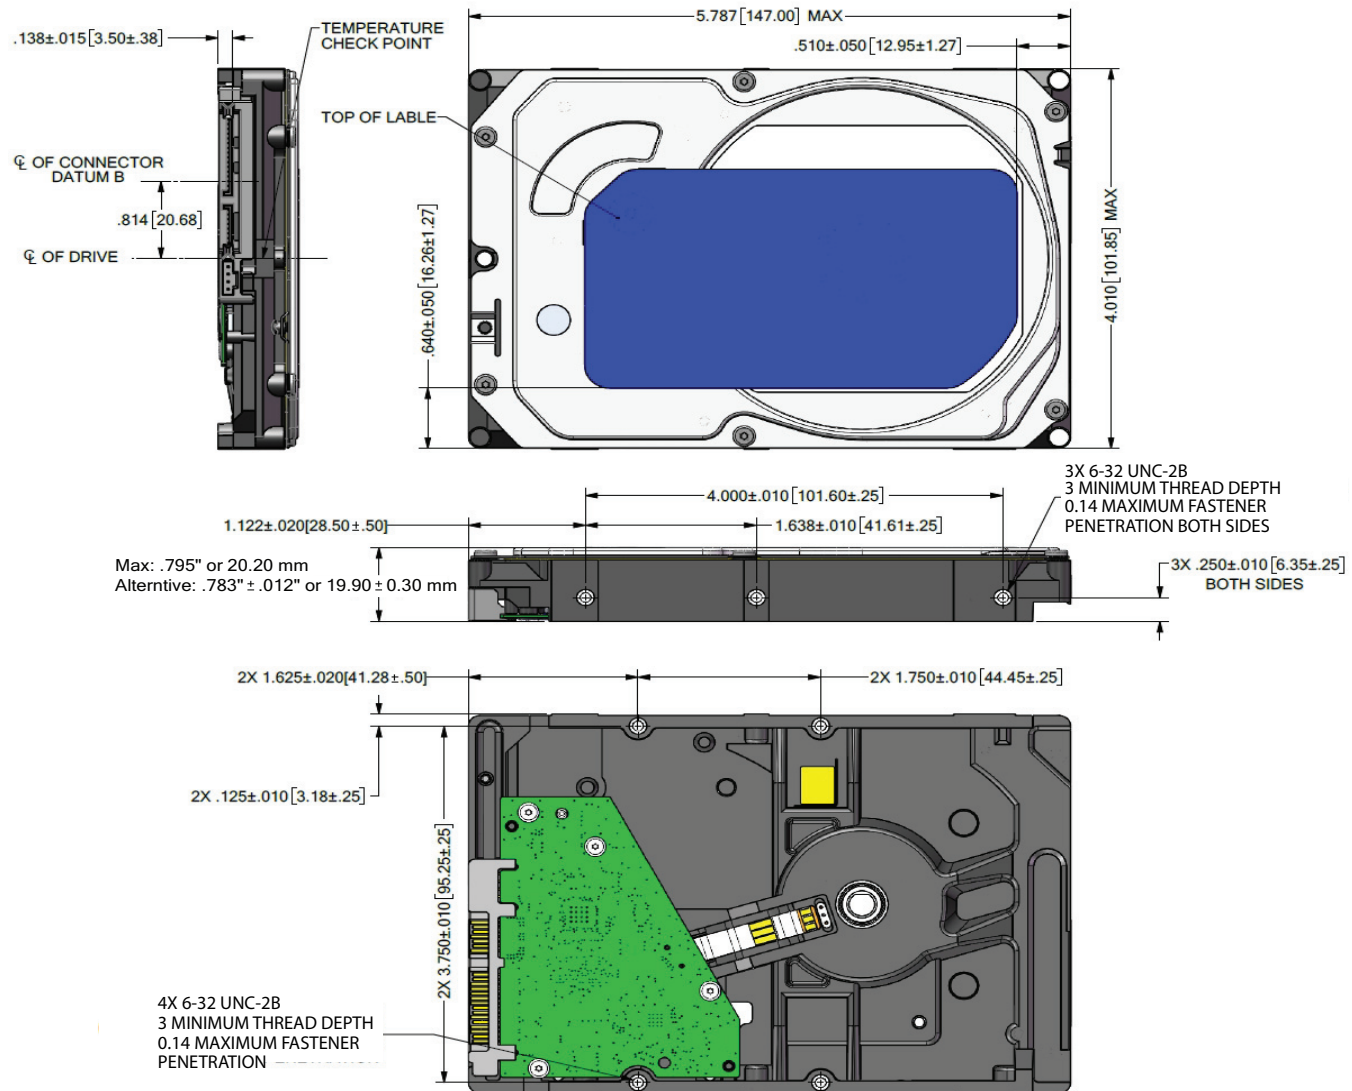 5.787 [147.00] MAX
.138±.015 [3.50±.38]
TEMPERATURE
CHECK POINT
.510±.050 [12.95±1.27]
TOP OF LABLE
℄ OF CONNECTOR
DATUM B
.814 [20.68]
℄ OF DRIVE
.640±.050 [16.26±1.27]
4.010 [101.85] MAX
3X 6-32 UNC-2B
3 MINIMUM THREAD DEPTH
0.14 MAXIMUM FASTENER
PENETRATION BOTH SIDES
4.000±.010 [101.60±.25]
1.122±.020[28.50±.50]
1.638±.010 [41.61±.25]
Max: .795" or 20.20 mm
Alterntive: .783" ± .012" or 19.90 ± 0.30 mm
3X .250±.010 [6.35±.25]
BOTH SIDES
2X 1.625±.020[41.28±.50]
2X 1.750±.010 [44.45±.25]
2X .125±.010 [3.18±.25]
2X 3.750±.010 [95.25±.25]
4X 6-32 UNC-2B
3 MINIMUM THREAD DEPTH
0.14 MAXIMUM FASTENER
PENETRATION